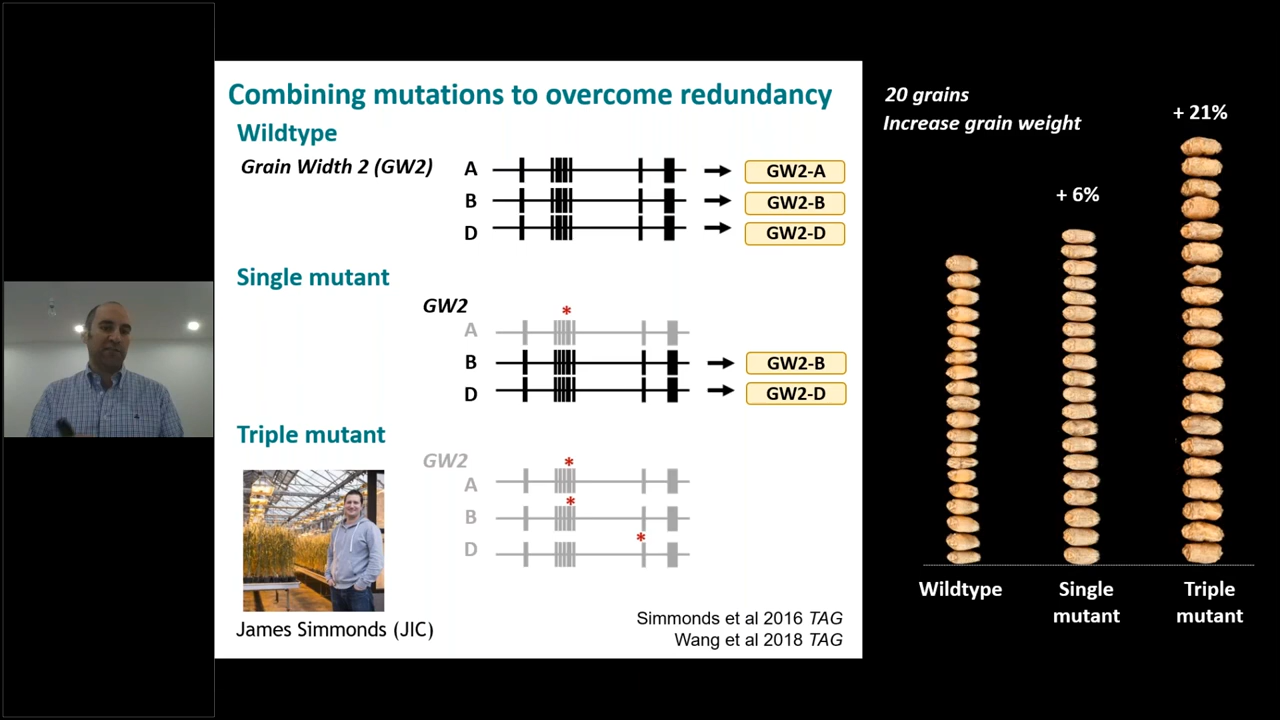 Combining mutations to overcome redundancy
Wildtype
Grain Width 2 (GW2)
A
GW2-A
B
GW2-B
D
GW2-D
Single mutant
GW2
*
A
B
GW2-B
D
GW2-D
Triple mutant
GW2
*
A
*
B
*
D
James Simmonds (JIC)
Simmonds et al 2016 TAG
Wang et al 2018 TAG
20 grains
Increase grain weight
+ 6%
+ 21%
Wildtype
Single
mutant
Triple
mutant